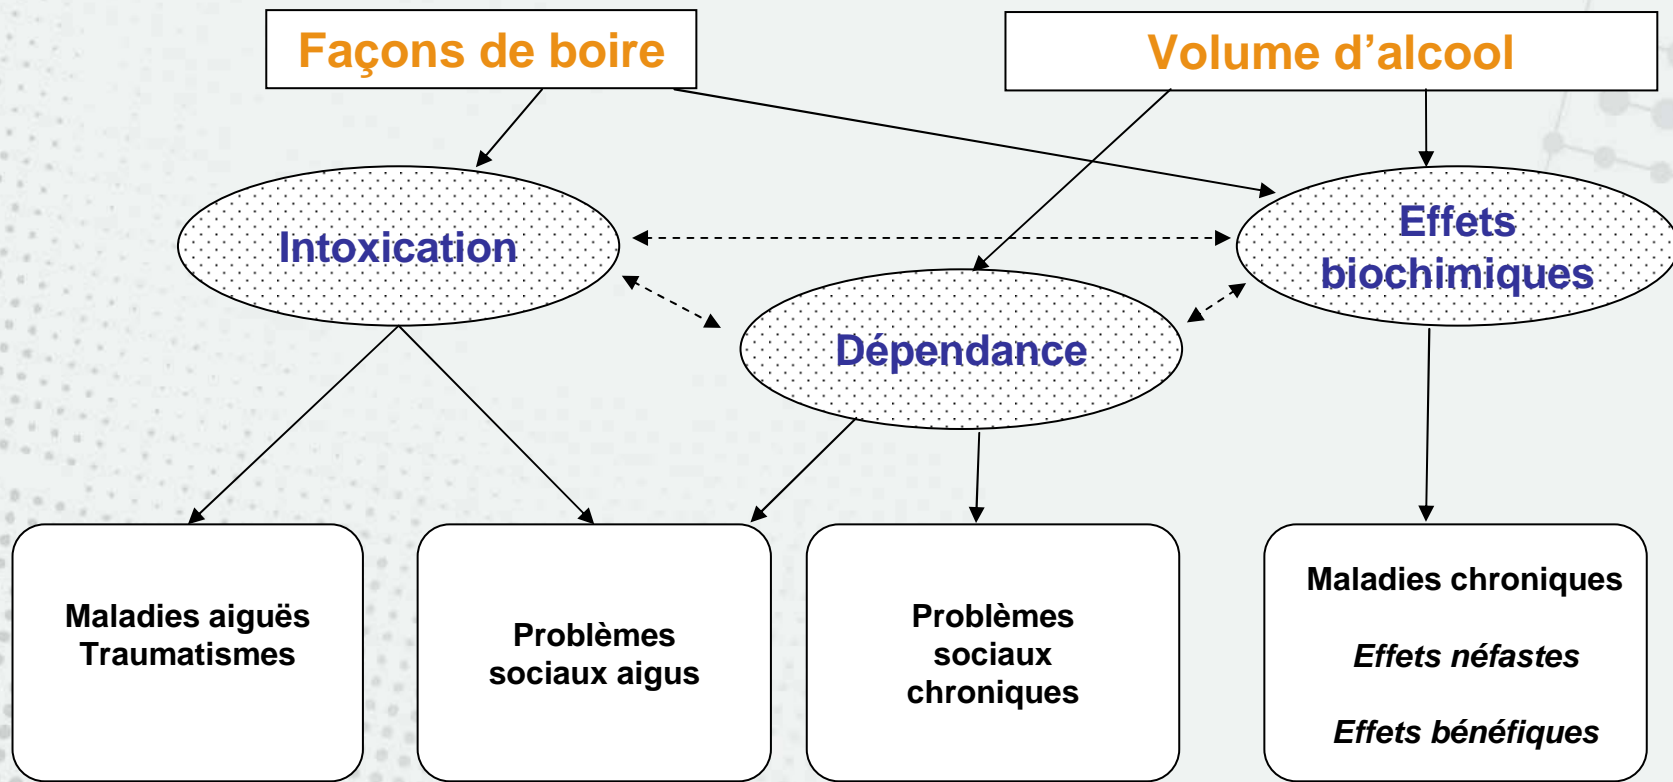 Façons de boire
Volume d’alcool
Intoxication
Effets
biochimiques
Dépendance
Maladies aiguës
Traumatismes
Problèmes
sociaux aigus
Problèmes
sociaux
chroniques
Maladies chroniques
Effets néfastes
Effets bénéfiques